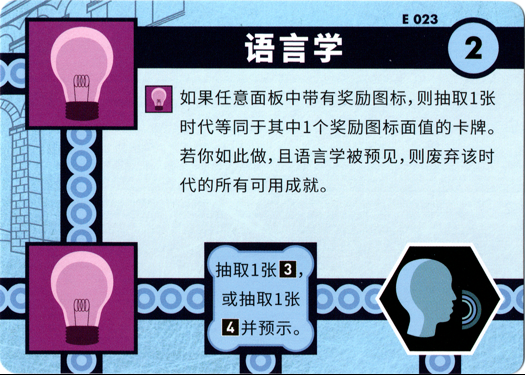 E 023
语言学
2
如果任意面板中带有奖励图标，则抽取1张
时代等同于其中1个奖励图标面值的卡牌。
若你如此做，且语言学被预见，则废弃该时
代的所有可用成就。
抽取1张3，
或抽取1张
4并预示。